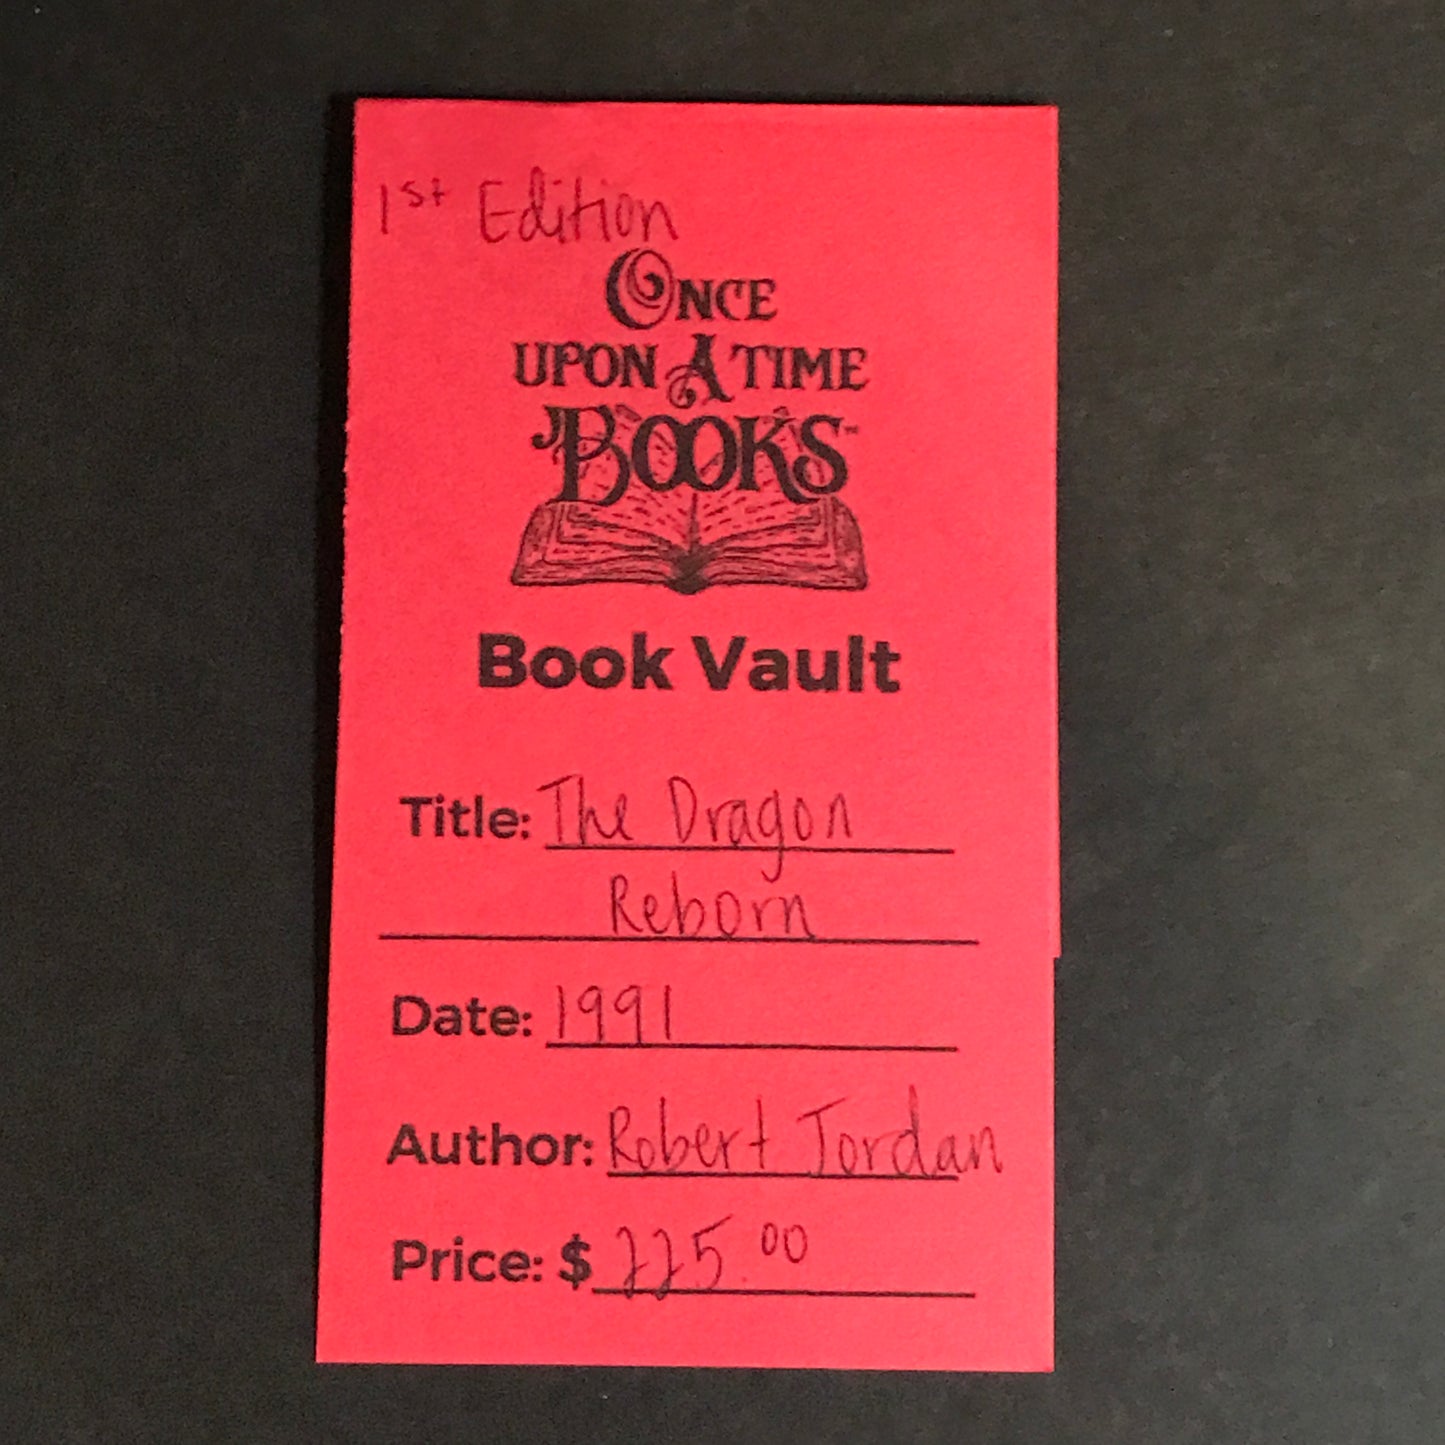 1st Edition
ONCE
UPON A TIME
BOOKS™
Book Vault
Title: The Dragon
Reborn
Date: 1991
Author: Robert Jordan
Price: $ 225.00